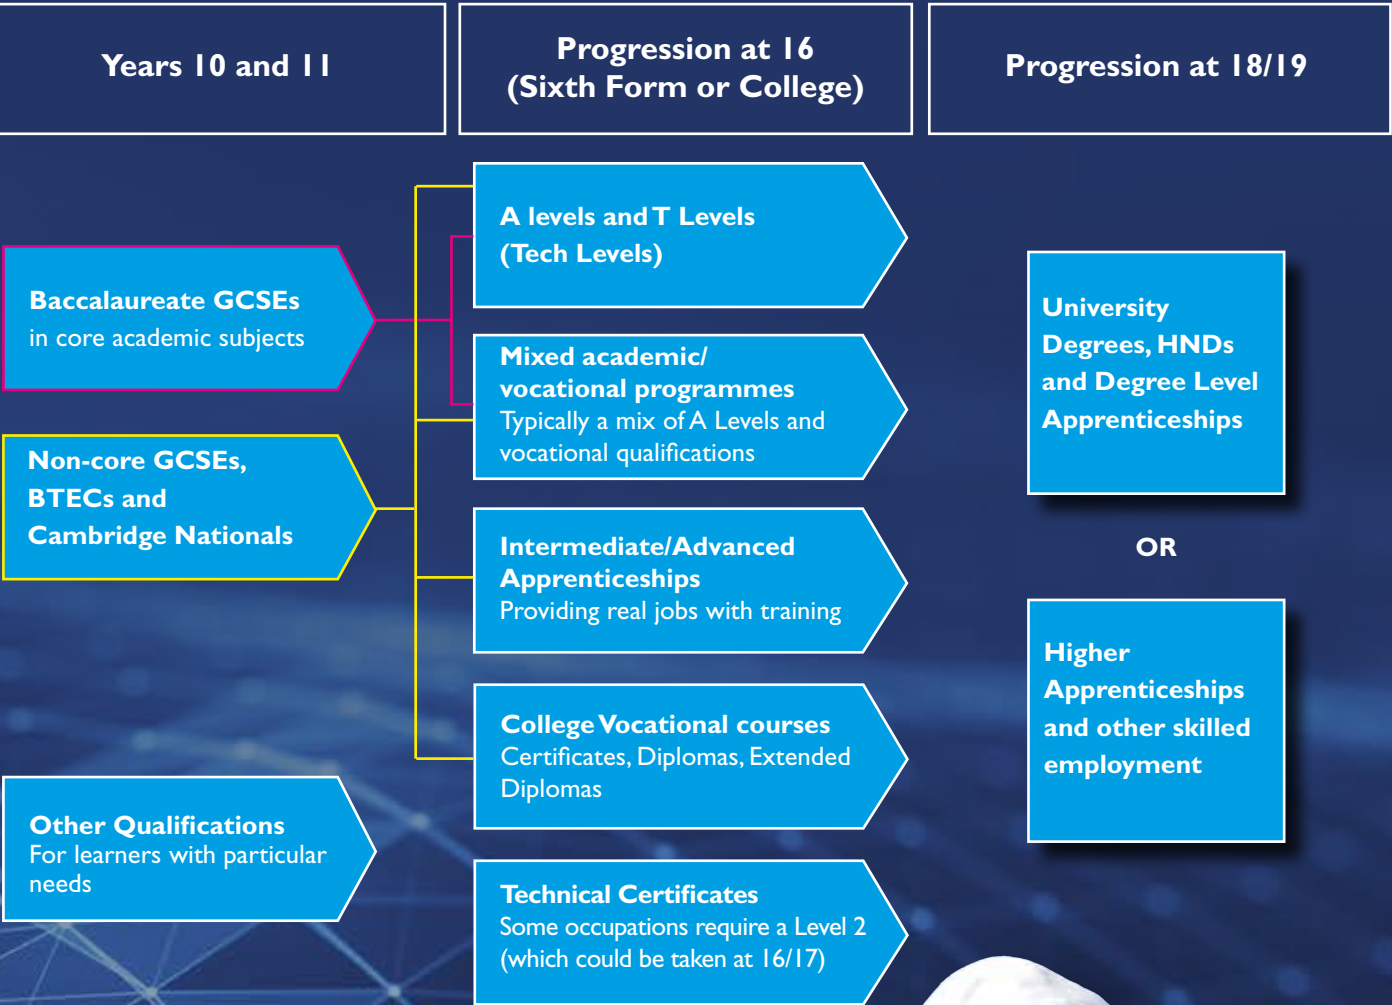 Years 10 and 11
Progression at 16
(Sixth Form or College)
Progression at 18/19
Baccalaureate GCSEs
in core academic subjects
Non-core GCSEs,
BTECs and
Cambridge Nationals
Other Qualifications
For learners with particular
needs
A levels and T Levels
(Tech Levels)
Mixed academic/
vocational programmes
Typically a mix of A Levels and
vocational qualifications
Intermediate/Advanced
Apprenticeships
Providing real jobs with training
College Vocational courses
Certificates, Diplomas, Extended
Diplomas
Technical Certificates
Some occupations require a Level 2
(which could be taken at 16/17)
University
Degrees, HNDs
and Degree Level
Apprenticeships
OR
Higher
Apprenticeships
and other skilled
employment